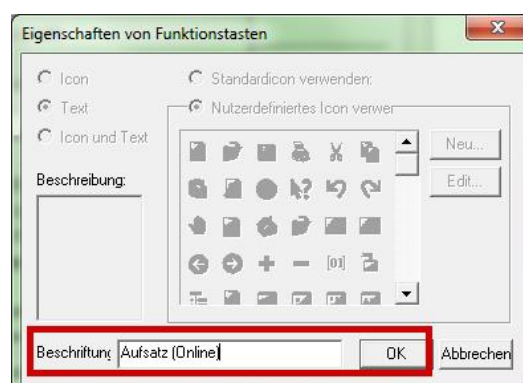 Eigenschaften von Funktionstasten
Icon
Standardicon verwenden:
Text
Nutzerdefiniertes Icon verwer
Icon und Text
Neu...
Beschreibung:
Edit...
[01]
Beschriftung Aufsatz (Online)
OK
Abbrechen